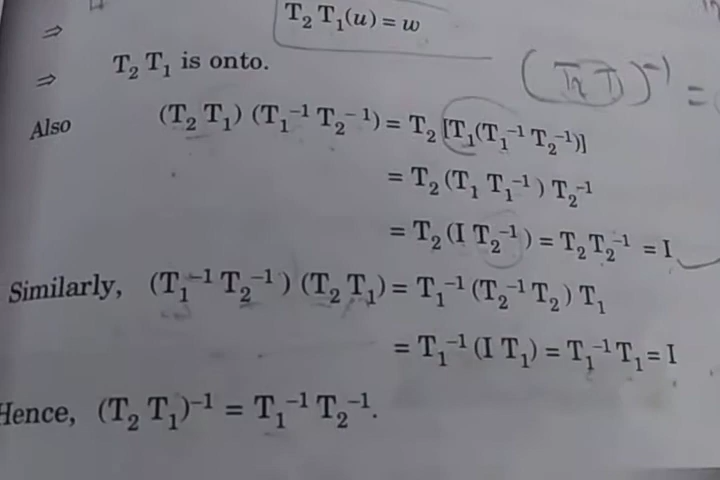 ⇒ T₂ T₁(u) = w
⇒ T₂ T₁ is onto.
(T₂ T₁)⁻¹ =
Also (T₂ T₁) (T₁⁻¹ T₂⁻¹) = T₂ [T₁(T₁⁻¹ T₂⁻¹)]
= T₂ (T₁ T₁⁻¹) T₂⁻¹
= T₂ (I T₂⁻¹) = T₂ T₂⁻¹ = I
Similarly, (T₁⁻¹ T₂⁻¹) (T₂ T₁) = T₁⁻¹ (T₂⁻¹ T₂) T₁
= T₁⁻¹ (I T₁) = T₁⁻¹ T₁ = I
Hence, (T₂ T₁)⁻¹ = T₁⁻¹ T₂⁻¹.